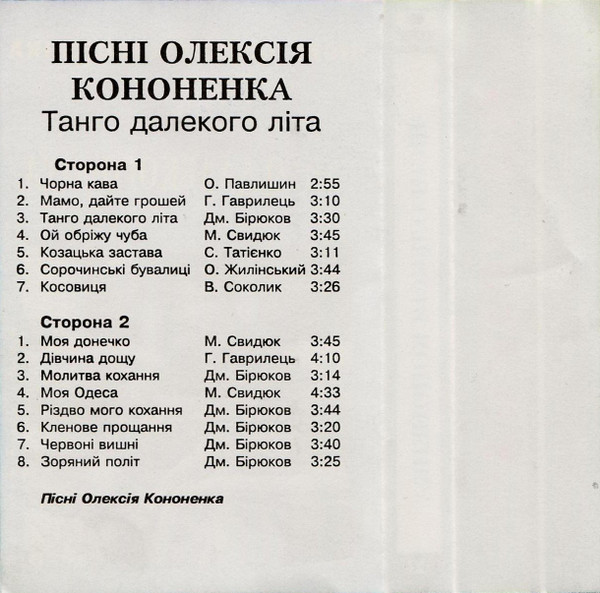 ПІСНІ ОЛЕКСІЯ
КОНОНЕНКА
Танго далекого літа
Сторона 1
1. Чорна кава О. Павлишин 2:55
2. Мамо, дайте грошей Г. Гаврилець 3:10
3. Танго далекого літа Дм. Бірюков 3:30
4. Ой обріжу чуба М. Свидюк 3:45
5. Козацька застава С. Татієнко 3:11
6. Сорочинські бувалиці О. Жилінський 3:44
7. Косовиця В. Соколик 3:26
Сторона 2
1. Моя донечко М. Свидюк 3:45
2. Дівчина дощу Г. Гаврилець 4:10
3. Молитва кохання Дм. Бірюков 3:14
4. Моя Одеса М. Свидюк 4:33
5. Різдво мого кохання Дм. Бірюков 3:44
6. Кленове прощання Дм. Бірюков 3:20
7. Червоні вишні Дм. Бірюков 3:40
8. Зоряний політ Дм. Бірюков 3:25
Пісні Олексія Кононенка